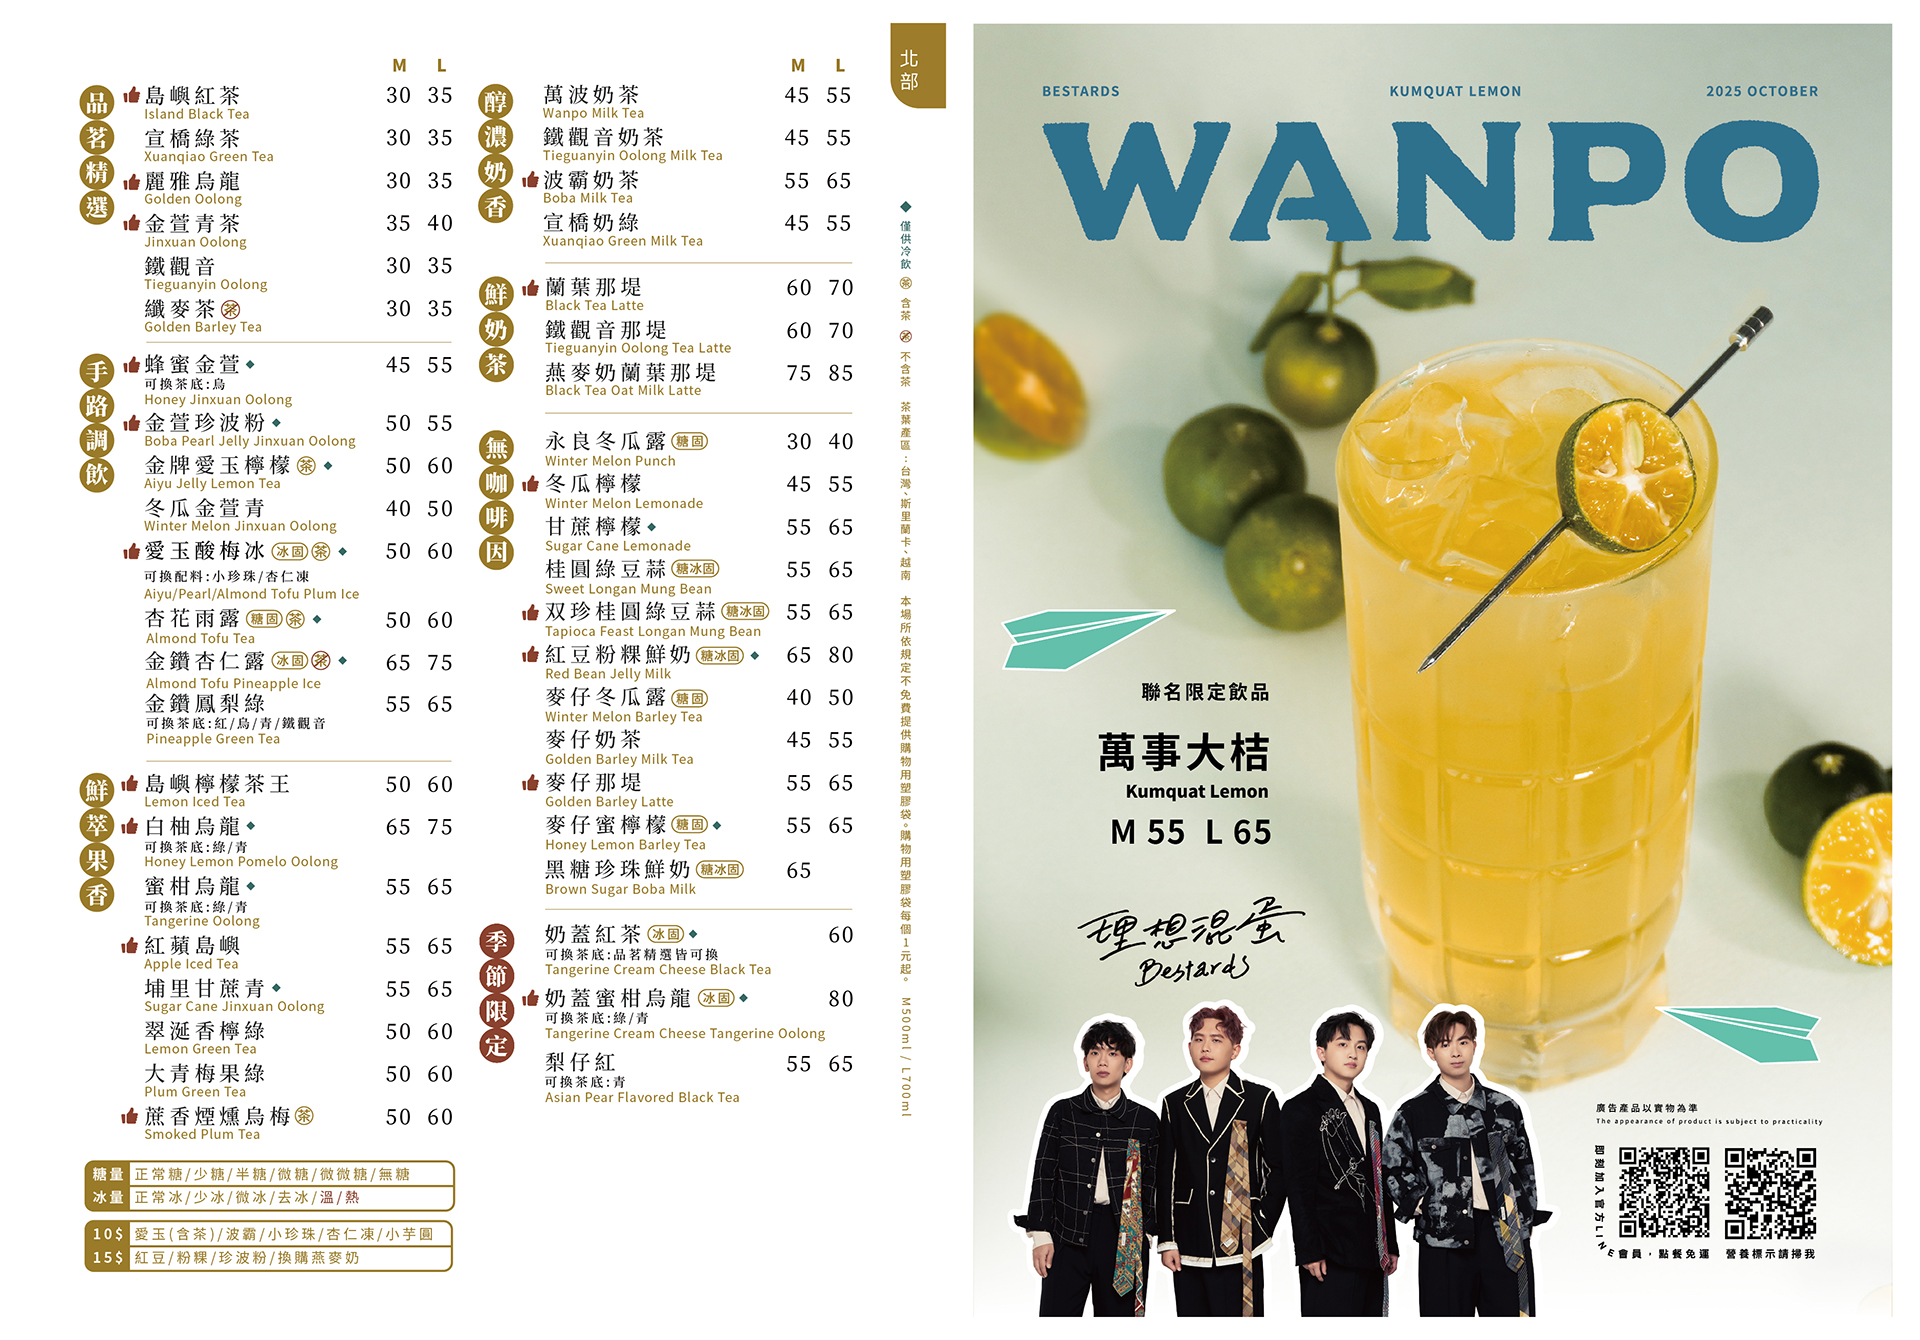 M L
品茗精選
島嶼紅茶 30 35
Island Black Tea
宣橋綠茶 30 35
Xuanqiao Green Tea
麗雅烏龍 30 35
Golden Oolong
金萱青茶 35 40
Jinxuan Oolong
鐵觀音 30 35
Tieguanyin Oolong
纖麥茶 茶 30 35
Golden Barley Tea
手路調飲
蜂蜜金萱◆ 45 55
可換茶底:烏
Honey Jinxuan Oolong
金萱珍波粉◆ 50 55
Boba Pearl Jelly Jinxuan Oolong
金牌愛玉檸檬 茶 ◆ 50 60
Aiyu Jelly Lemon Tea
冬瓜金萱青 40 50
Winter Melon Jinxuan Oolong
愛玉酸梅冰 冰固 茶 ◆ 50 60
可換配料:小珍珠/杏仁凍
Aiyu/Pearl/Almond Tofu Plum Ice
杏花雨露 糖固 茶 ◆ 50 60
Almond Tofu Tea
金鑽杏仁露 冰固 茶 ◆ 65 75
Almond Tofu Pineapple Ice
金鑽鳳梨綠 55 65
可換茶底:紅/烏/青/鐵觀音
Pineapple Green Tea
鮮萃果香
島嶼檸檬茶王 50 60
Lemon Iced Tea
白柚烏龍◆ 65 75
可換茶底:綠/青
Honey Lemon Pomelo Oolong
蜜柑烏龍◆ 55 65
可換茶底:綠/青
Tangerine Oolong
紅蘋島嶼 55 65
Apple Iced Tea
埔里甘蔗青◆ 55 65
Sugar Cane Jinxuan Oolong
翠涎香檸綠 50 60
Lemon Green Tea
大青梅果綠 50 60
Plum Green Tea
蔗香煙燻烏梅 茶 50 60
Smoked Plum Tea
糖量 正常糖/少糖/半糖/微糖/微微糖/無糖
冰量 正常冰/少冰/微冰/去冰/溫/熱
10$ 愛玉(含茶)/波霸/小珍珠/杏仁凍/小芋圓
15$ 紅豆/粉粿/珍波粉/換購燕麥奶
M L
醇濃奶香
萬波奶茶 45 55
Wanpo Milk Tea
鐵觀音奶茶 45 55
Tieguanyin Oolong Milk Tea
波霸奶茶 55 65
Boba Milk Tea
宣橋奶綠 45 55
Xuanqiao Green Milk Tea
鮮奶茶
蘭葉那堤 60 70
Black Tea Latte
鐵觀音那堤 60 70
Tieguanyin Oolong Tea Latte
燕麥奶蘭葉那堤 75 85
Black Tea Oat Milk Latte
無咖啡因
永良冬瓜露 糖固 30 40
Winter Melon Punch
冬瓜檸檬 45 55
Winter Melon Lemonade
甘蔗檸檬◆ 55 65
Sugar Cane Lemonade
桂圓綠豆蒜 糖冰固 55 65
Sweet Longan Mung Bean
双珍桂圓綠豆蒜 糖冰固 55 65
Tapioca Feast Longan Mung Bean
紅豆粉粿鮮奶 糖冰固 ◆ 65 80
Red Bean Jelly Milk
麥仔冬瓜露 糖固 40 50
Winter Melon Barley Tea
麥仔奶茶 45 55
Golden Barley Milk Tea
麥仔那堤 55 65
Golden Barley Latte
麥仔蜜檸檬 糖固 ◆ 55 65
Honey Lemon Barley Tea
黑糖珍珠鮮奶 糖冰固 65
Brown Sugar Boba Milk
季節限定
奶蓋紅茶 冰固 ◆ 60
可換茶底:品茗精選皆可換
Tangerine Cream Cheese Black Tea
奶蓋蜜柑烏龍 冰固 ◆ 80
可換茶底:綠/青
Tangerine Cream Cheese Tangerine Oolong
梨仔紅 55 65
可換茶底:青
Asian Pear Flavored Black Tea
北部
◆ 僅供冷飲 茶 含茶 茶 不含茶 茶葉產區:台灣、斯里蘭卡、越南 本場所依規定不免費提供購物用塑膠袋。購物用塑膠袋每個1元起。 M500ml / L700ml
BESTARDS KUMQUAT LEMON 2025 OCTOBER
WANPO
聯名限定飲品
萬事大桔
Kumquat Lemon
M 55 L 65
理想混蛋
Bestards
廣告產品以實物為準
The appearance of product is subject to practicality
即刻加入官方LINE會員，點餐免運
營養標示請掃我